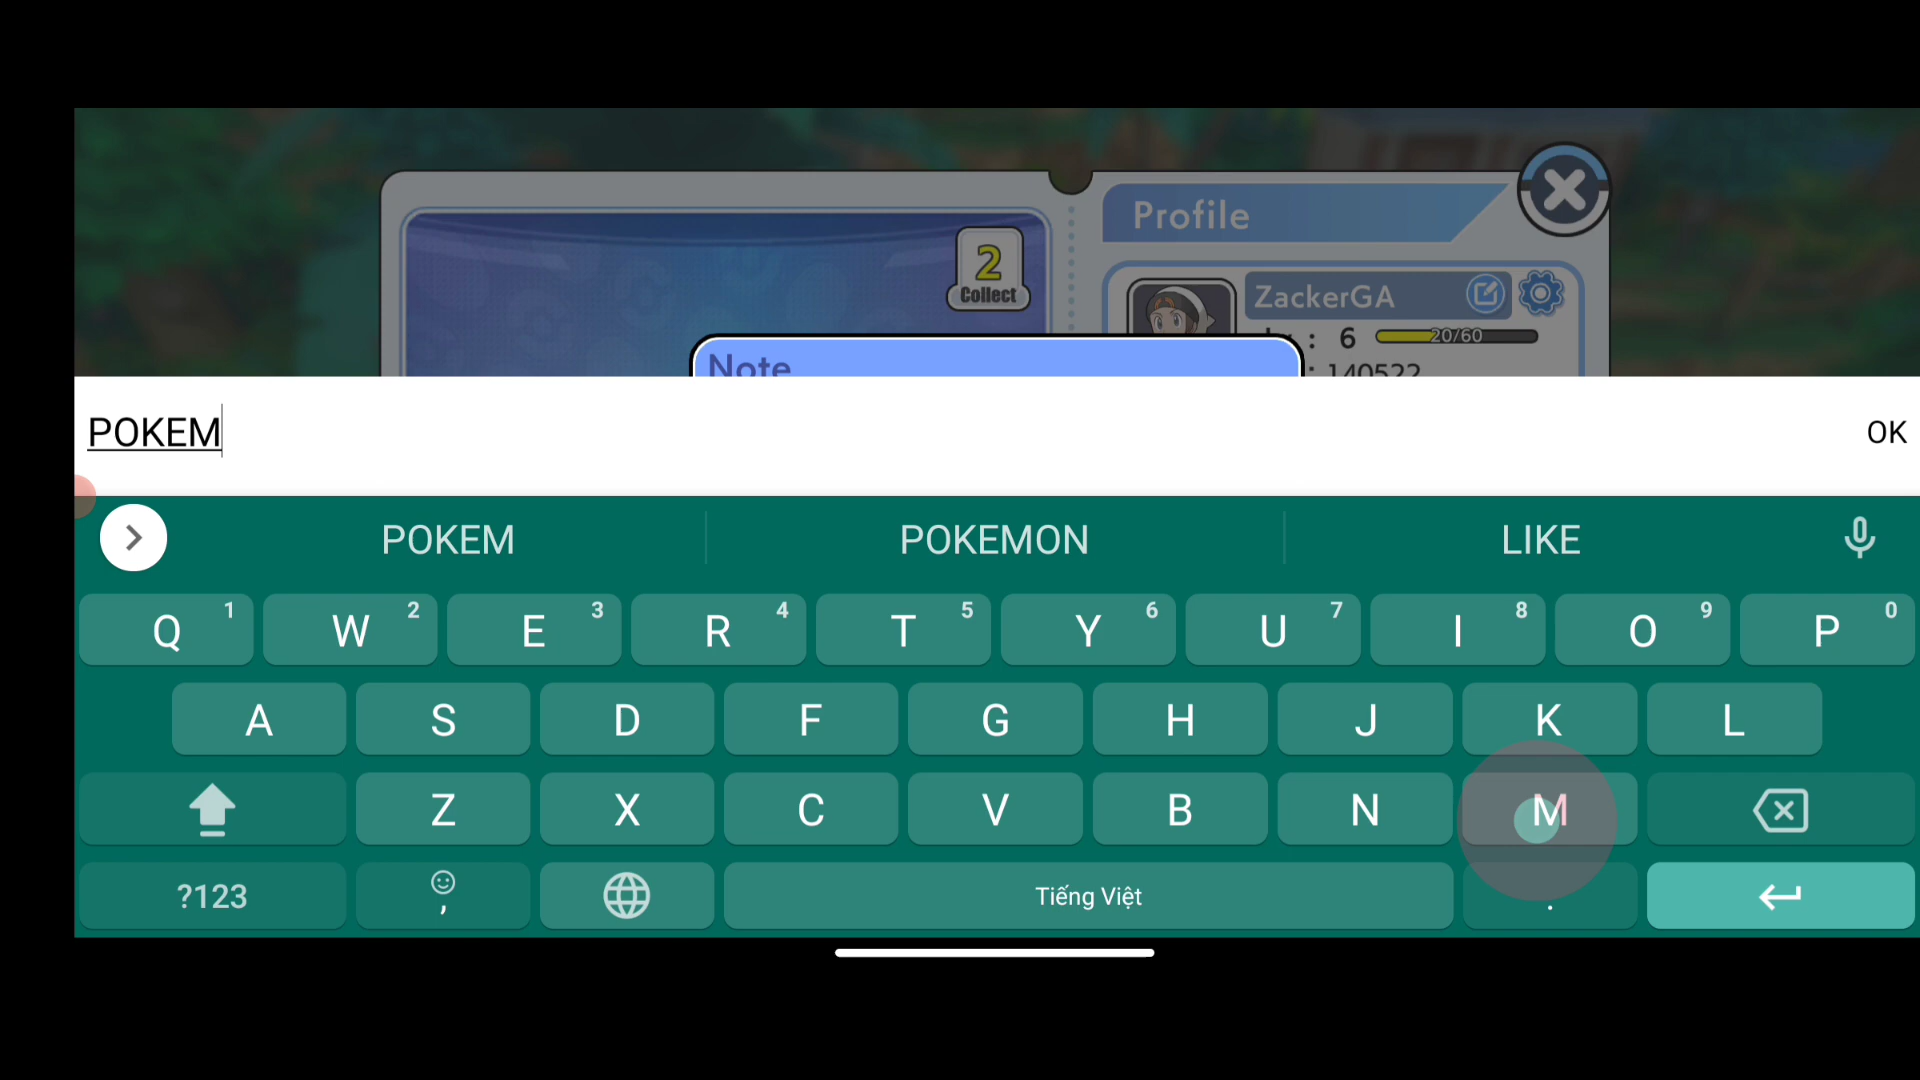 Profile
2
Collect
ZackerGA
: 6 20/60
Note
: 140522
POKEM
OK
POKEM POKEMON LIKE
Q 1 W 2 E 3 R 4 T 5 Y 6 U 7 I 8 O 9 P 0
A S D F G H J K L
Z X C V B N M
?123 , Tiếng Việt .